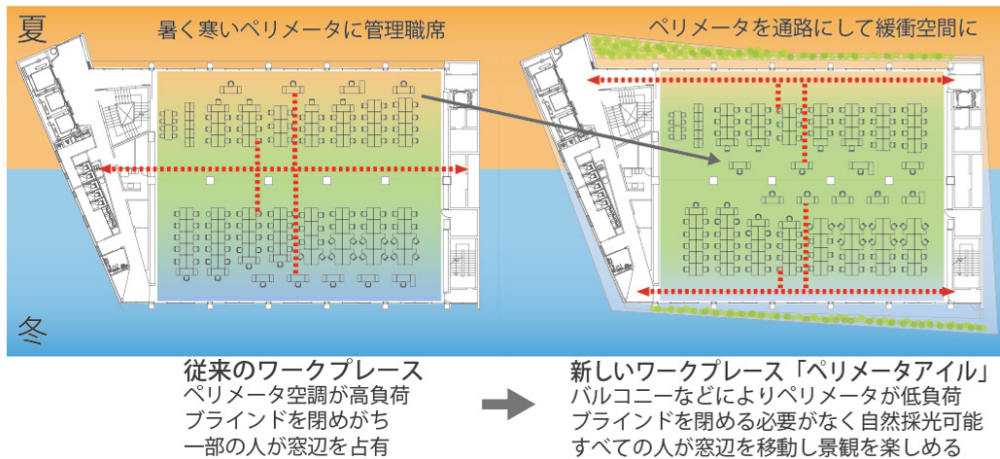 夏
暑く寒いペリメータに管理職席
ペリメータを通路にして緩衝空間に
冬
従来のワークプレース
ペリメータ空調が高負荷
ブラインドを閉めがち
一部の人が窓辺を占有
新しいワークプレース「ペリメータアイル」
バルコニーなどによりペリメータが低負荷
ブラインドを閉める必要がなく自然採光可能
すべての人が窓辺を移動し景観を楽しめる